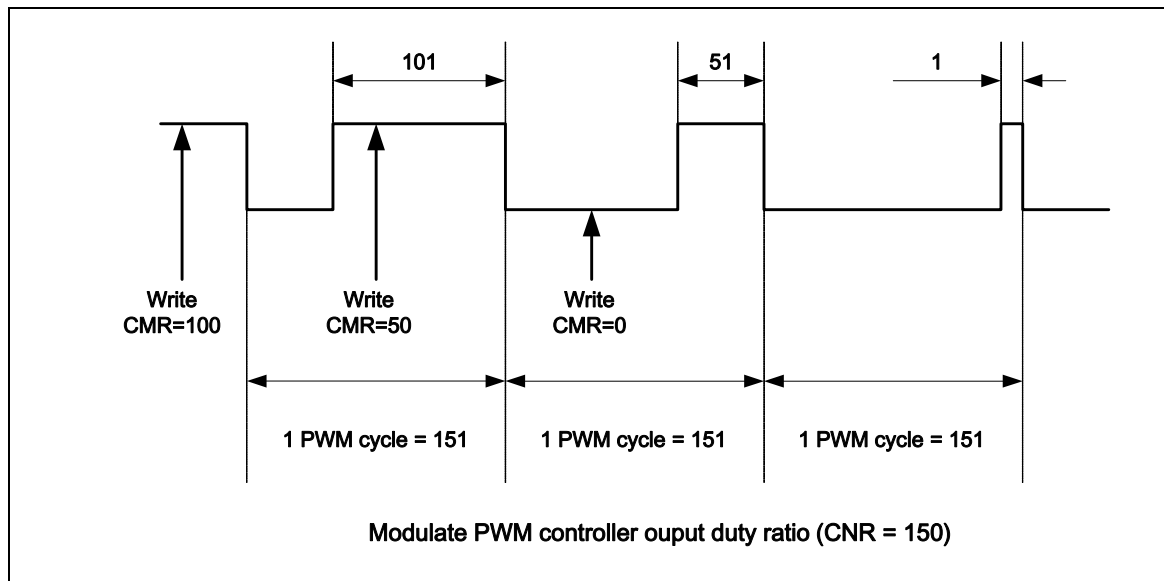 101
51
1
Write
CMR=100
Write
CMR=50
Write
CMR=0
1 PWM cycle = 151
1 PWM cycle = 151
1 PWM cycle = 151
Modulate PWM controller ouput duty ratio (CNR = 150)